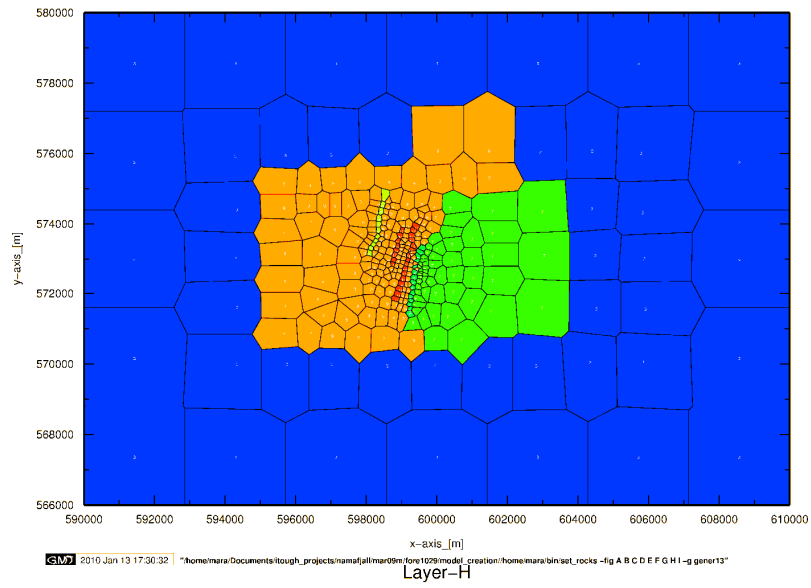 580000
578000
576000
574000
572000
570000
568000
566000
y-axis_[m]
590000 592000 594000 596000 598000 600000 602000 604000 606000 608000 610000
x-axis_[m]
GMD 2010 Jan 13 17:30:32 "/home/mara/Documents/itough_projects/namafjall/mar09m/fore1029/model_creation//home/mara/bin/set_rocks -fig A B C D E F G H I -g gener13"
Layer-H